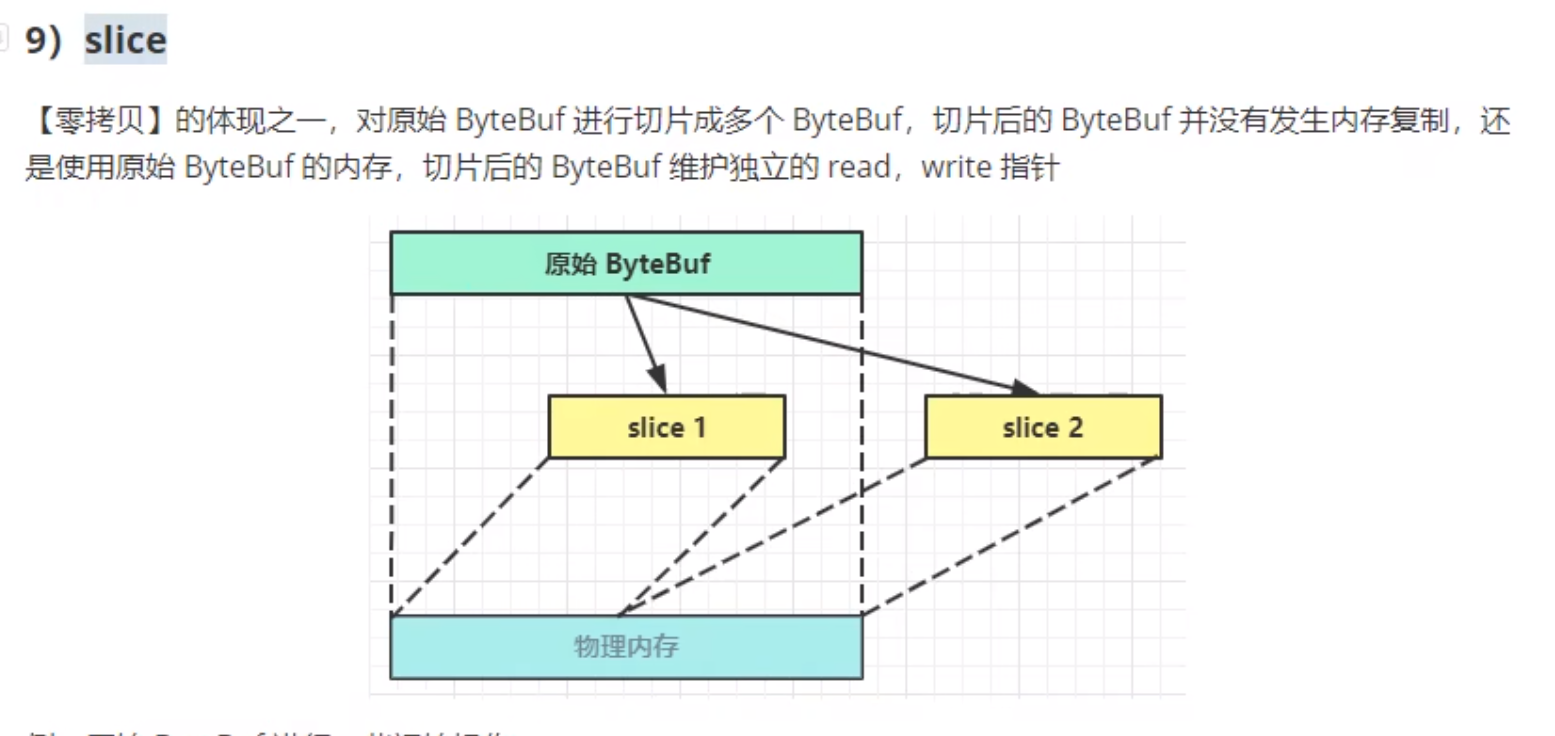 9）slice
【零拷贝】的体现之一，对原始 ByteBuf 进行切片成多个 ByteBuf，切片后的 ByteBuf 并没有发生内存复制，还
是使用原始 ByteBuf 的内存，切片后的 ByteBuf 维护独立的 read，write 指针
原始 ByteBuf
slice 1
slice 2
物理内存